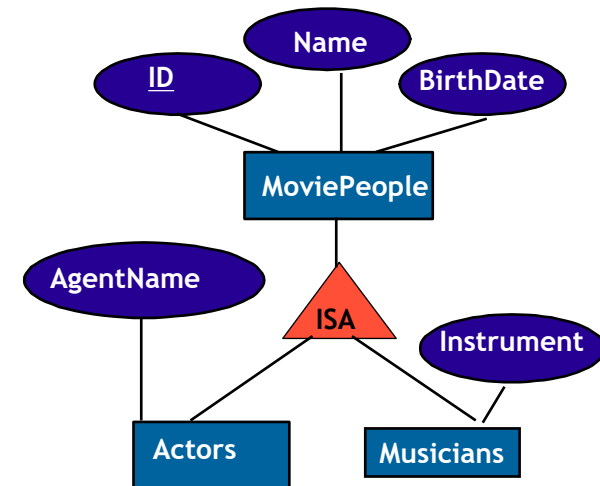 Name
ID
BirthDate
MoviePeople
AgentName
ISA
Instrument
Actors
Musicians